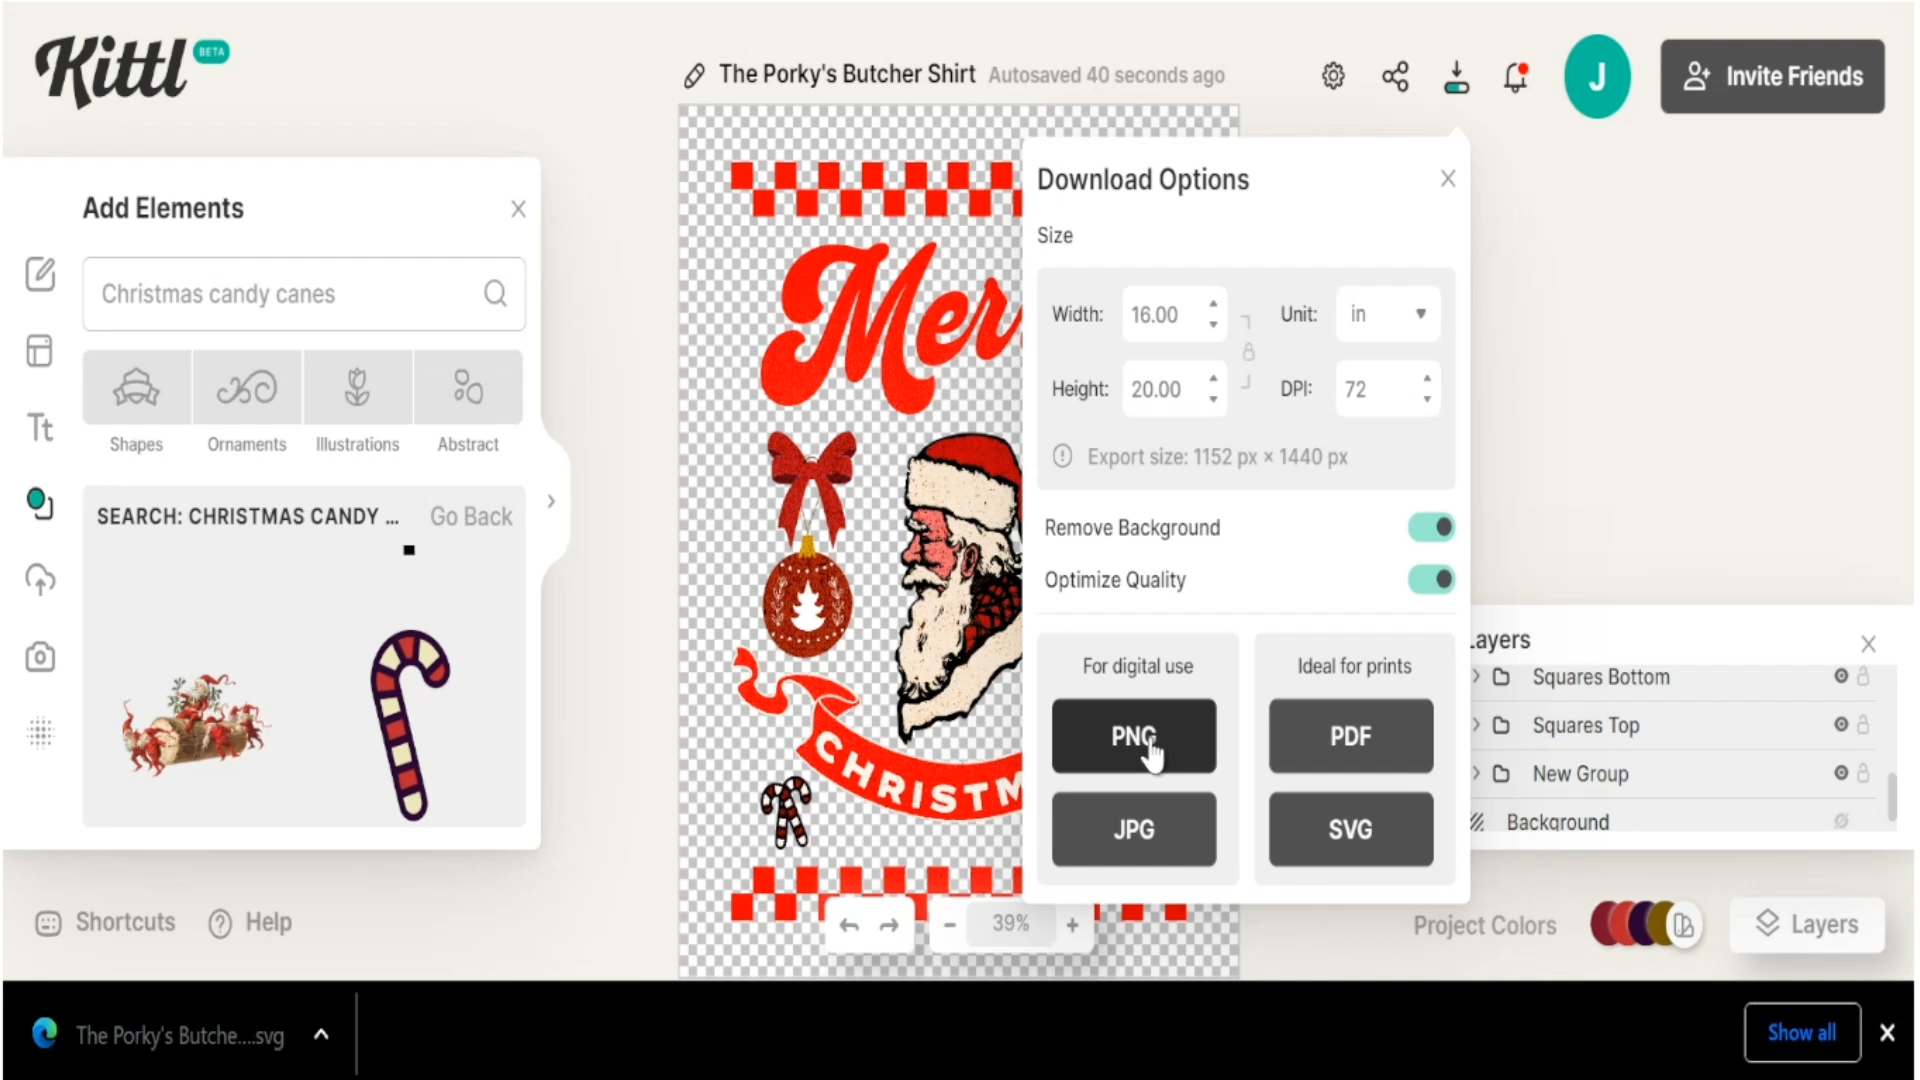 Kittl BETA
The Porky's Butcher Shirt Autosaved 40 seconds ago
J
Invite Friends
Add Elements
Christmas candy canes
Shapes Ornaments Illustrations Abstract
SEARCH: CHRISTMAS CANDY ... Go Back
Mer
CHRISTM
Download Options
Size
Width: 16.00 Unit: in
Height: 20.00 DPI: 72
Export size: 1152 px × 1440 px
Remove Background
Optimize Quality
For digital use Ideal for prints
PNG PDF
JPG SVG
Layers
Squares Bottom
Squares Top
New Group
Background
Tt
Shortcuts Help
39%
Project Colors
Layers
The Porky's Butche....svg
Show all